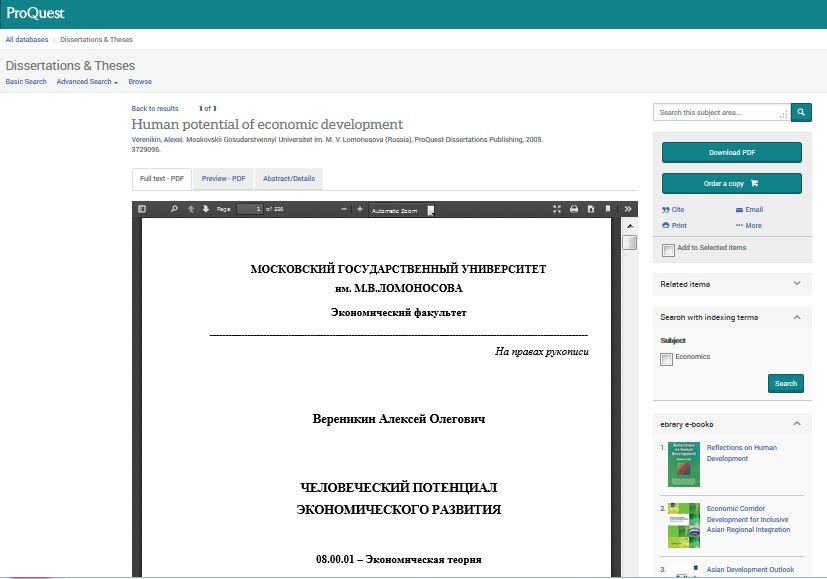 ProQuest
All databases › Dissertations & Theses
Dissertations & Theses
Basic Search Advanced Search Browse
Back to results 1 of 1
Human potential of economic development
Verenikin, Alexei. Moskovskii Gosudarstvennyi Universitet im. M. V. Lomonosova (Russia), ProQuest Dissertations Publishing, 2005.
3729096.
Full text - PDF Preview - PDF Abstract/Details
Page: 1 of 226 Automatic Zoom
МОСКОВСКИЙ ГОСУДАРСТВЕННЫЙ УНИВЕРСИТЕТ
им. М.В.ЛОМОНОСОВА
Экономический факультет
На правах рукописи
Вереникин Алексей Олегович
ЧЕЛОВЕЧЕСКИЙ ПОТЕНЦИАЛ
ЭКОНОМИЧЕСКОГО РАЗВИТИЯ
08.00.01 – Экономическая теория
Search this subject area...
Download PDF
Order a copy
Cite Email
Print ••• More
Add to Selected items
Related items
Search with indexing terms
Subject
Economics
Search
ebrary e-books
1. Reflections on Human
Development
2. Economic Corridor
Development for Inclusive
Asian Regional Integration
3. Asian Development Outlook